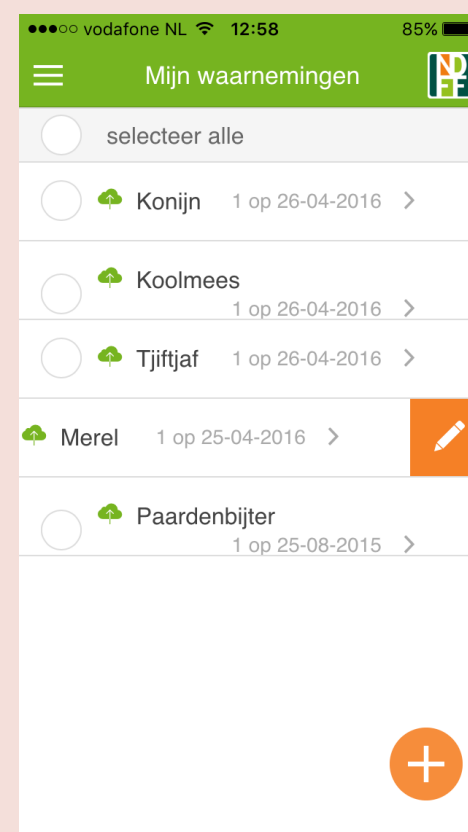 vodafone NL 12:58 85%
Mijn waarnemingen NDFF
selecteer alle
Konijn 1 op 26-04-2016
Koolmees
1 op 26-04-2016
Tjiftjaf 1 op 26-04-2016
Merel 1 op 25-04-2016
Paardenbijter
1 op 25-08-2015